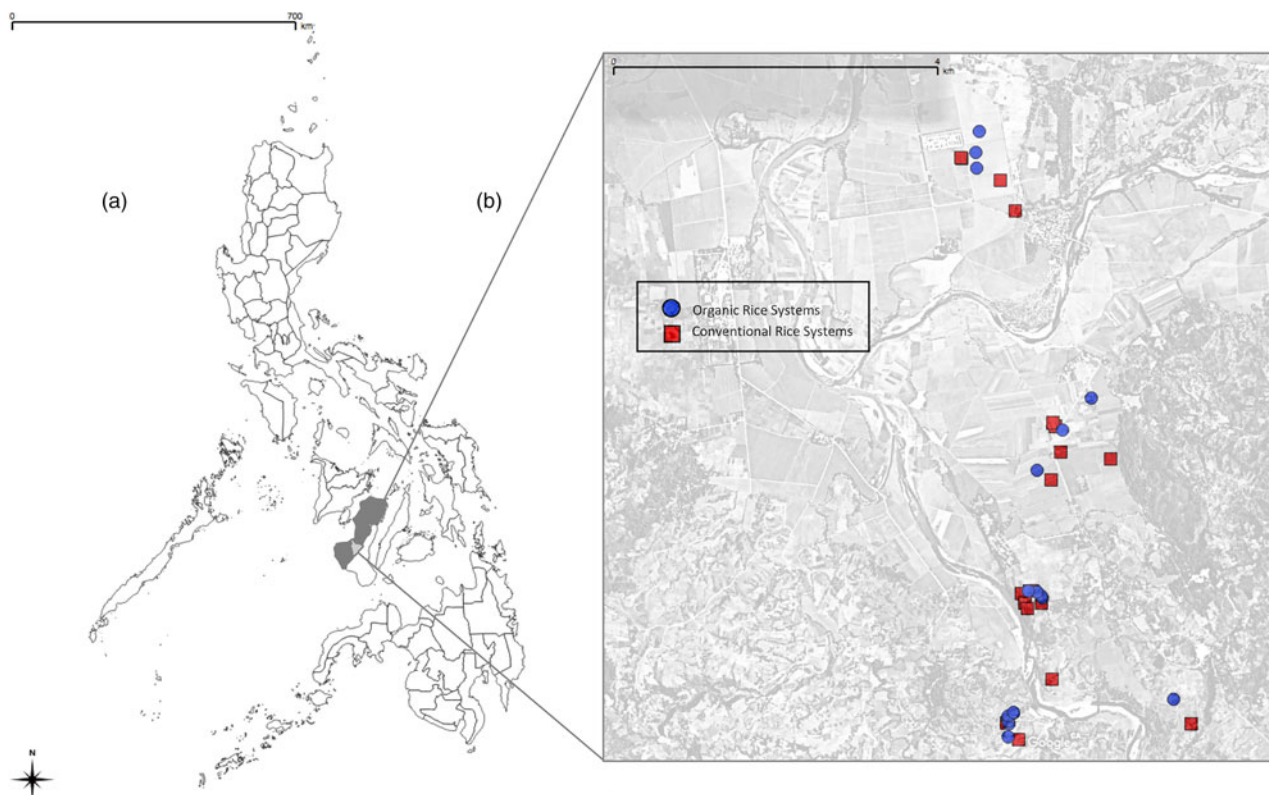 0
700
km
(a)
(b)
0
4
km
Organic Rice Systems
Conventional Rice Systems
N